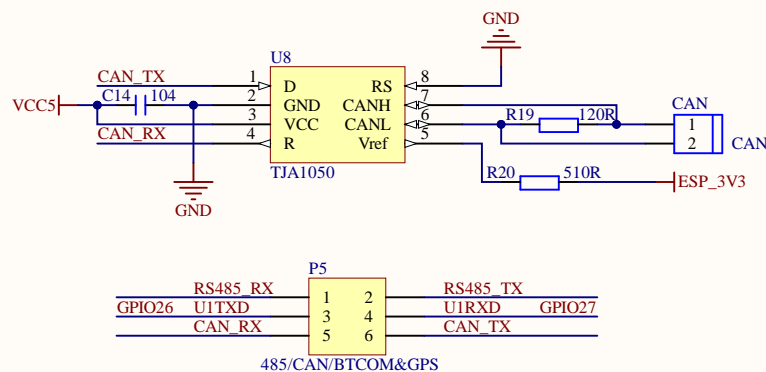 GND
U8
CAN_TX 1 D RS 8
C14 104 2 GND CANH 7
VCC5 3 VCC CANL 6 R19 120R CAN 1
CAN_RX 4 R Vref 5 2 CAN
TJA1050 R20 510R ESP_3V3
GND
P5
RS485_RX 1 2 RS485_TX
GPIO26 U1TXD 3 4 U1RXD GPIO27
CAN_RX 5 6 CAN_TX
485/CAN/BTCOM&GPS